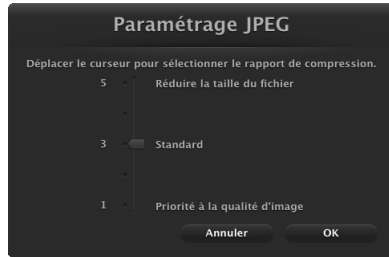 Paramétrage JPEG
Déplacer le curseur pour sélectionner le rapport de compression.
5 Réduire la taille du fichier
3 Standard
1 Priorité à la qualité d'image
Annuler OK